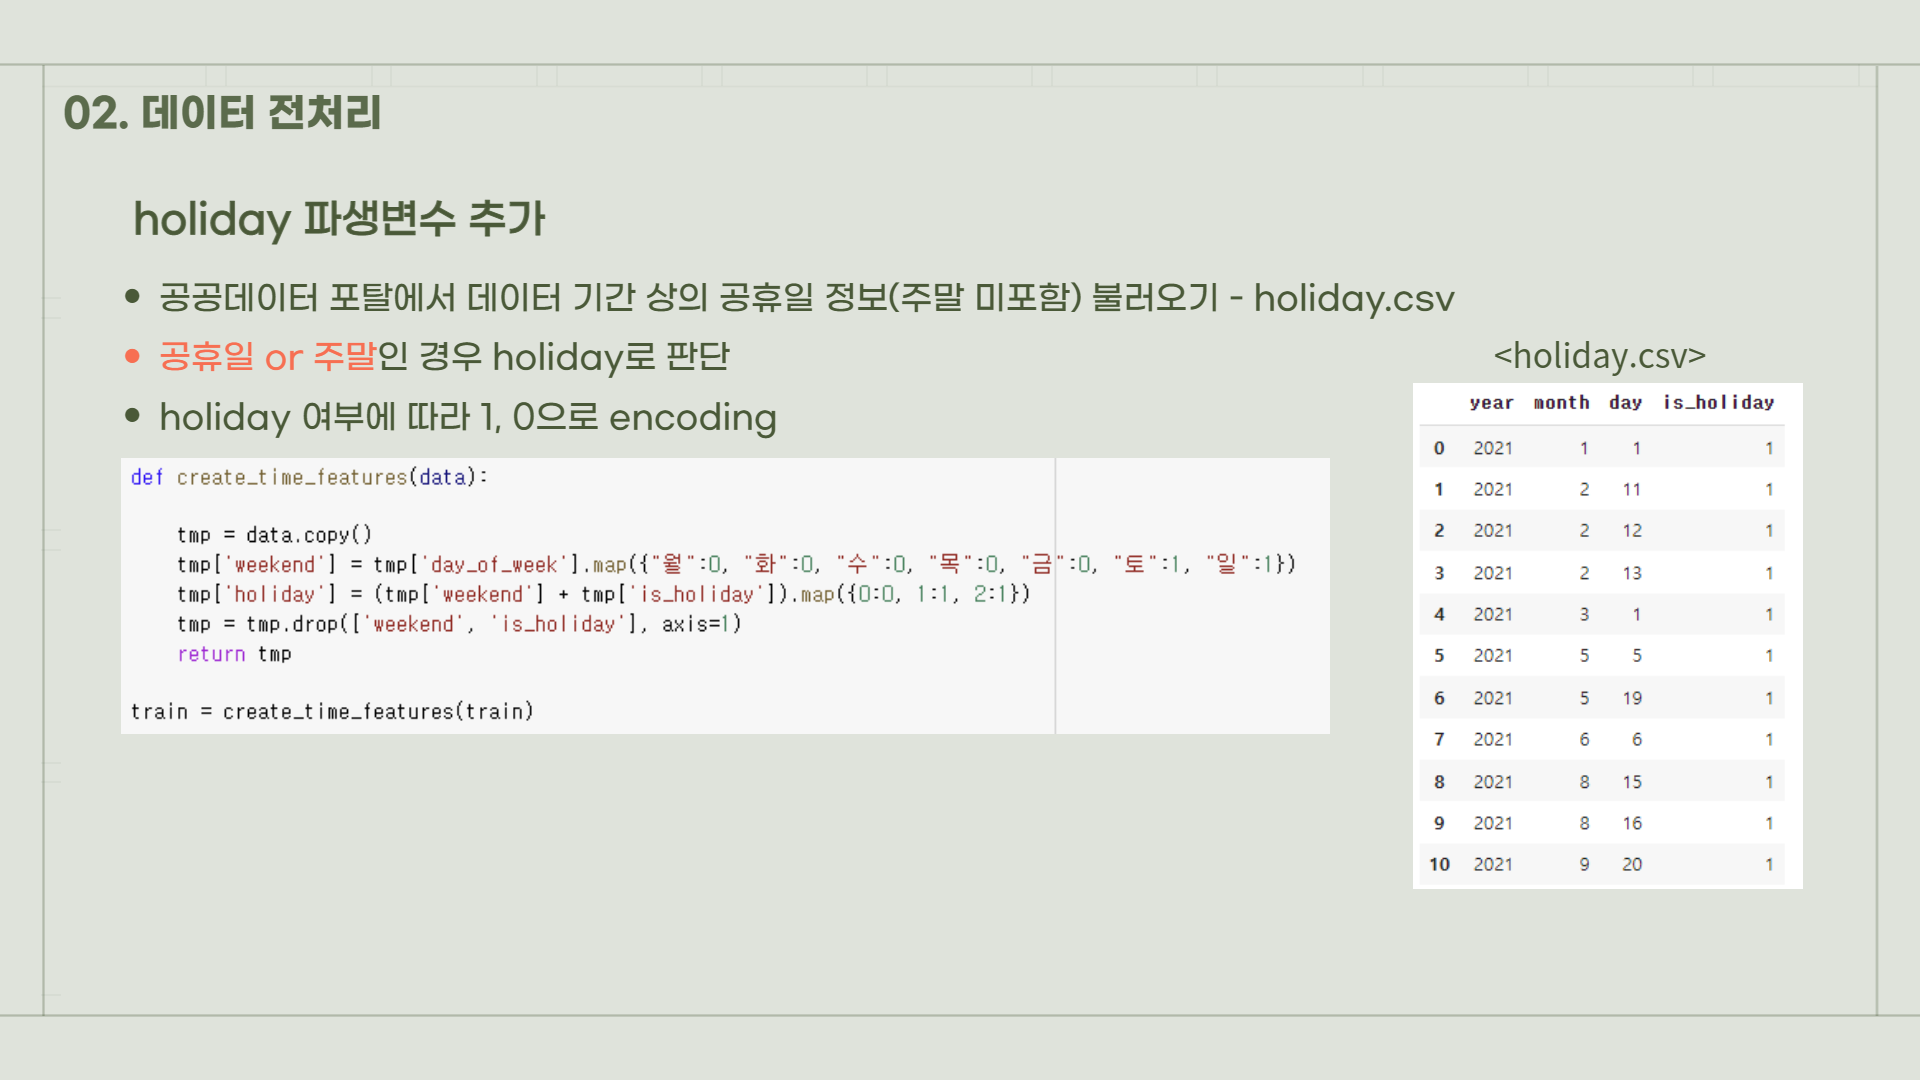 02. 데이터 전처리
holiday 파생변수 추가
• 공공데이터 포탈에서 데이터 기간 상의 공휴일 정보(주말 미포함) 불러오기 - holiday.csv
• 공휴일 or 주말인 경우 holiday로 판단
• holiday 여부에 따라 1, 0으로 encoding
def create_time_features(data):
    tmp = data.copy()
    tmp['weekend'] = tmp['day_of_week'].map({"월":0, "화":0, "수":0, "목":0, "금":0, "토":1, "일":1})
    tmp['holiday'] = (tmp['weekend'] + tmp['is_holiday']).map({0:0, 1:1, 2:1})
    tmp = tmp.drop(['weekend', 'is_holiday'], axis=1)
    return tmp
train = create_time_features(train)
<holiday.csv>
year month day is_holiday
0 2021 1 1 1
1 2021 2 11 1
2 2021 2 12 1
3 2021 2 13 1
4 2021 3 1 1
5 2021 5 5 1
6 2021 5 19 1
7 2021 6 6 1
8 2021 8 15 1
9 2021 8 16 1
10 2021 9 20 1